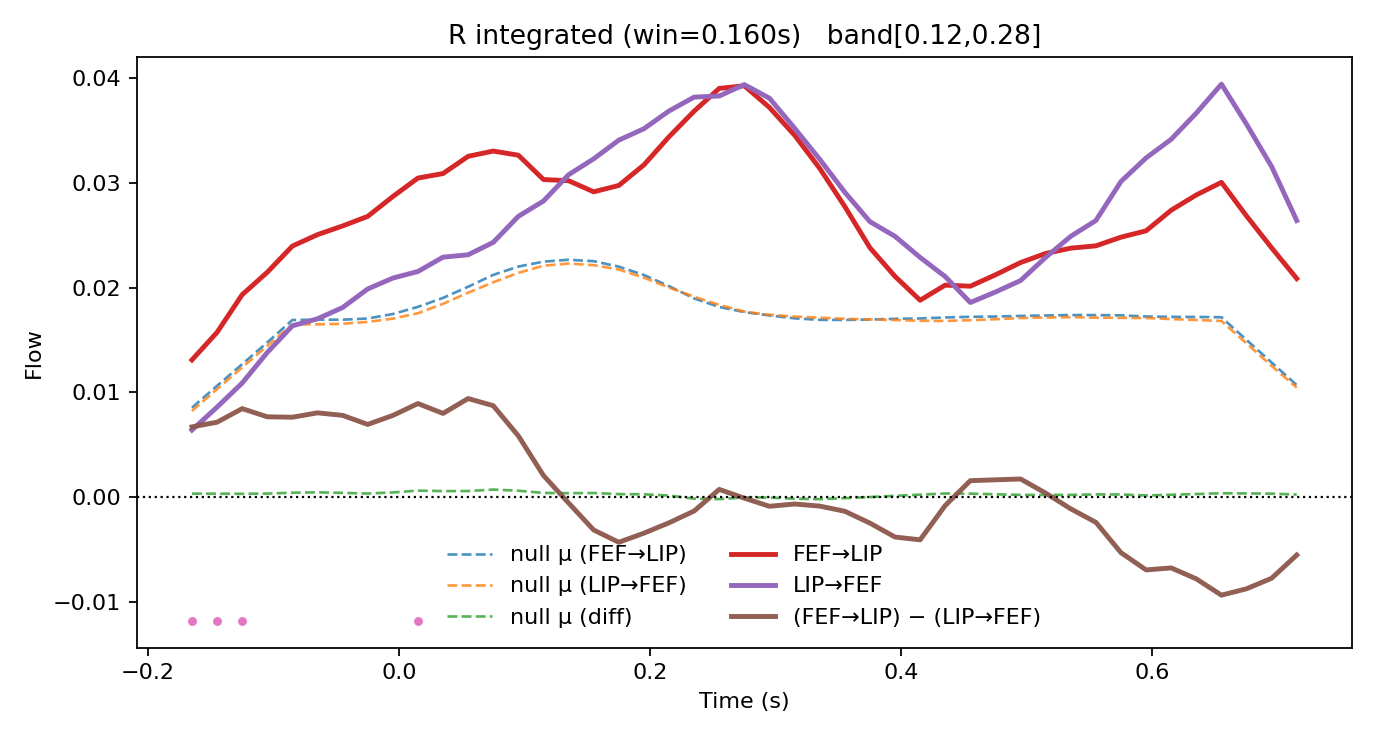 R integrated (win=0.160s)   band[0.12,0.28]
0.04
0.03
0.02
0.01
0.00
−0.01
Flow
null μ (FEF→LIP)
null μ (LIP→FEF)
null μ (diff)
FEF→LIP
LIP→FEF
(FEF→LIP) − (LIP→FEF)
−0.2 0.0 0.2 0.4 0.6
Time (s)